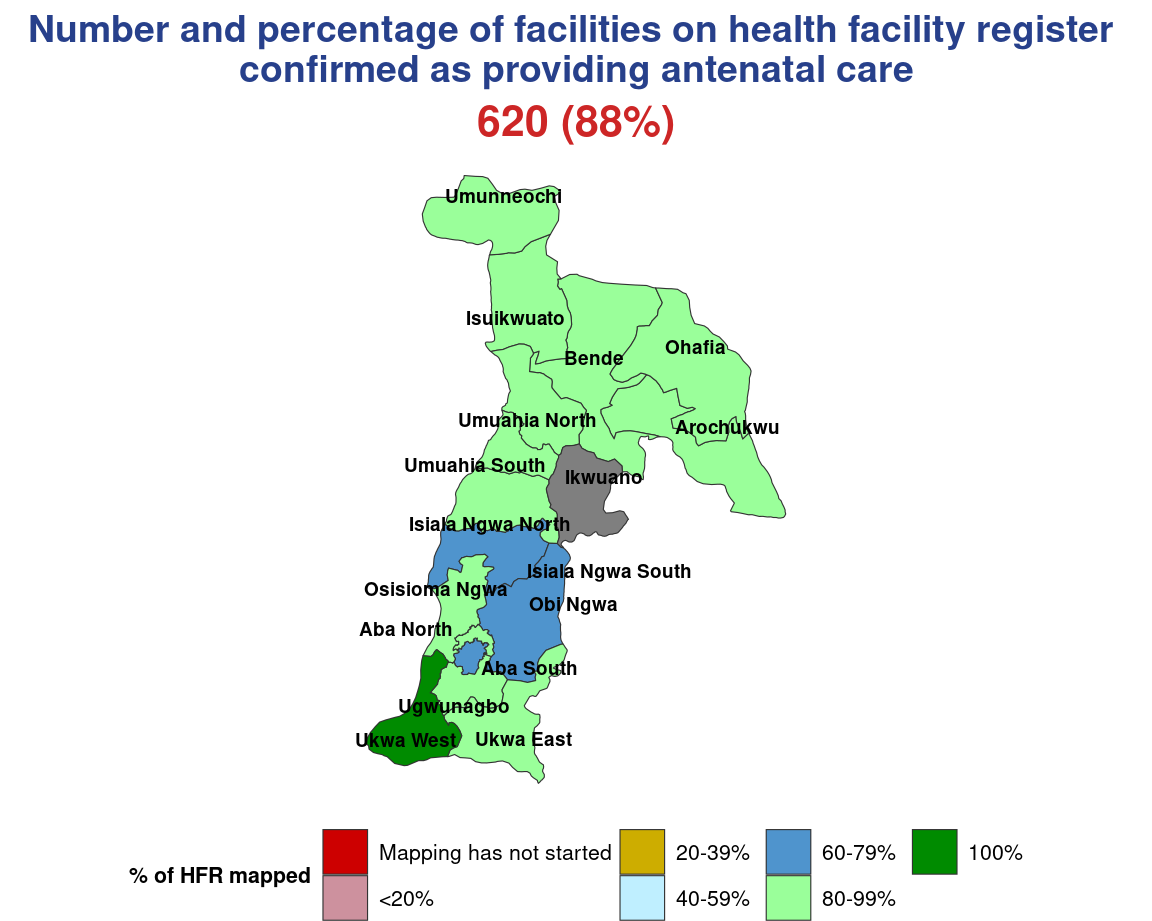 Number and percentage of facilities on health facility register
confirmed as providing antenatal care
620 (88%)
Umunneochi
Isuikwuato
Bende
Ohafia
Umuahia North
Arochukwu
Umuahia South
Ikwuano
Isiala Ngwa North
Isiala Ngwa South
Osisioma Ngwa
Obi Ngwa
Aba North
Aba South
Ugwunagbo
Ukwa West
Ukwa East
% of HFR mapped
Mapping has not started
<20%
20-39%
40-59%
60-79%
80-99%
100%